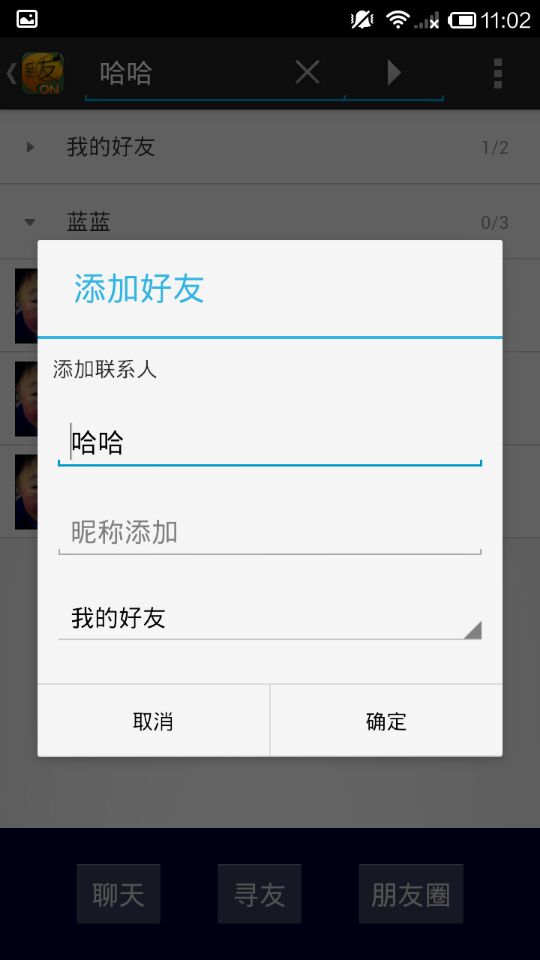 11:02
哈哈
我的好友 1/2
蓝蓝 0/3
添加好友
添加联系人
哈哈
昵称添加
我的好友
取消 确定
聊天 寻友 朋友圈